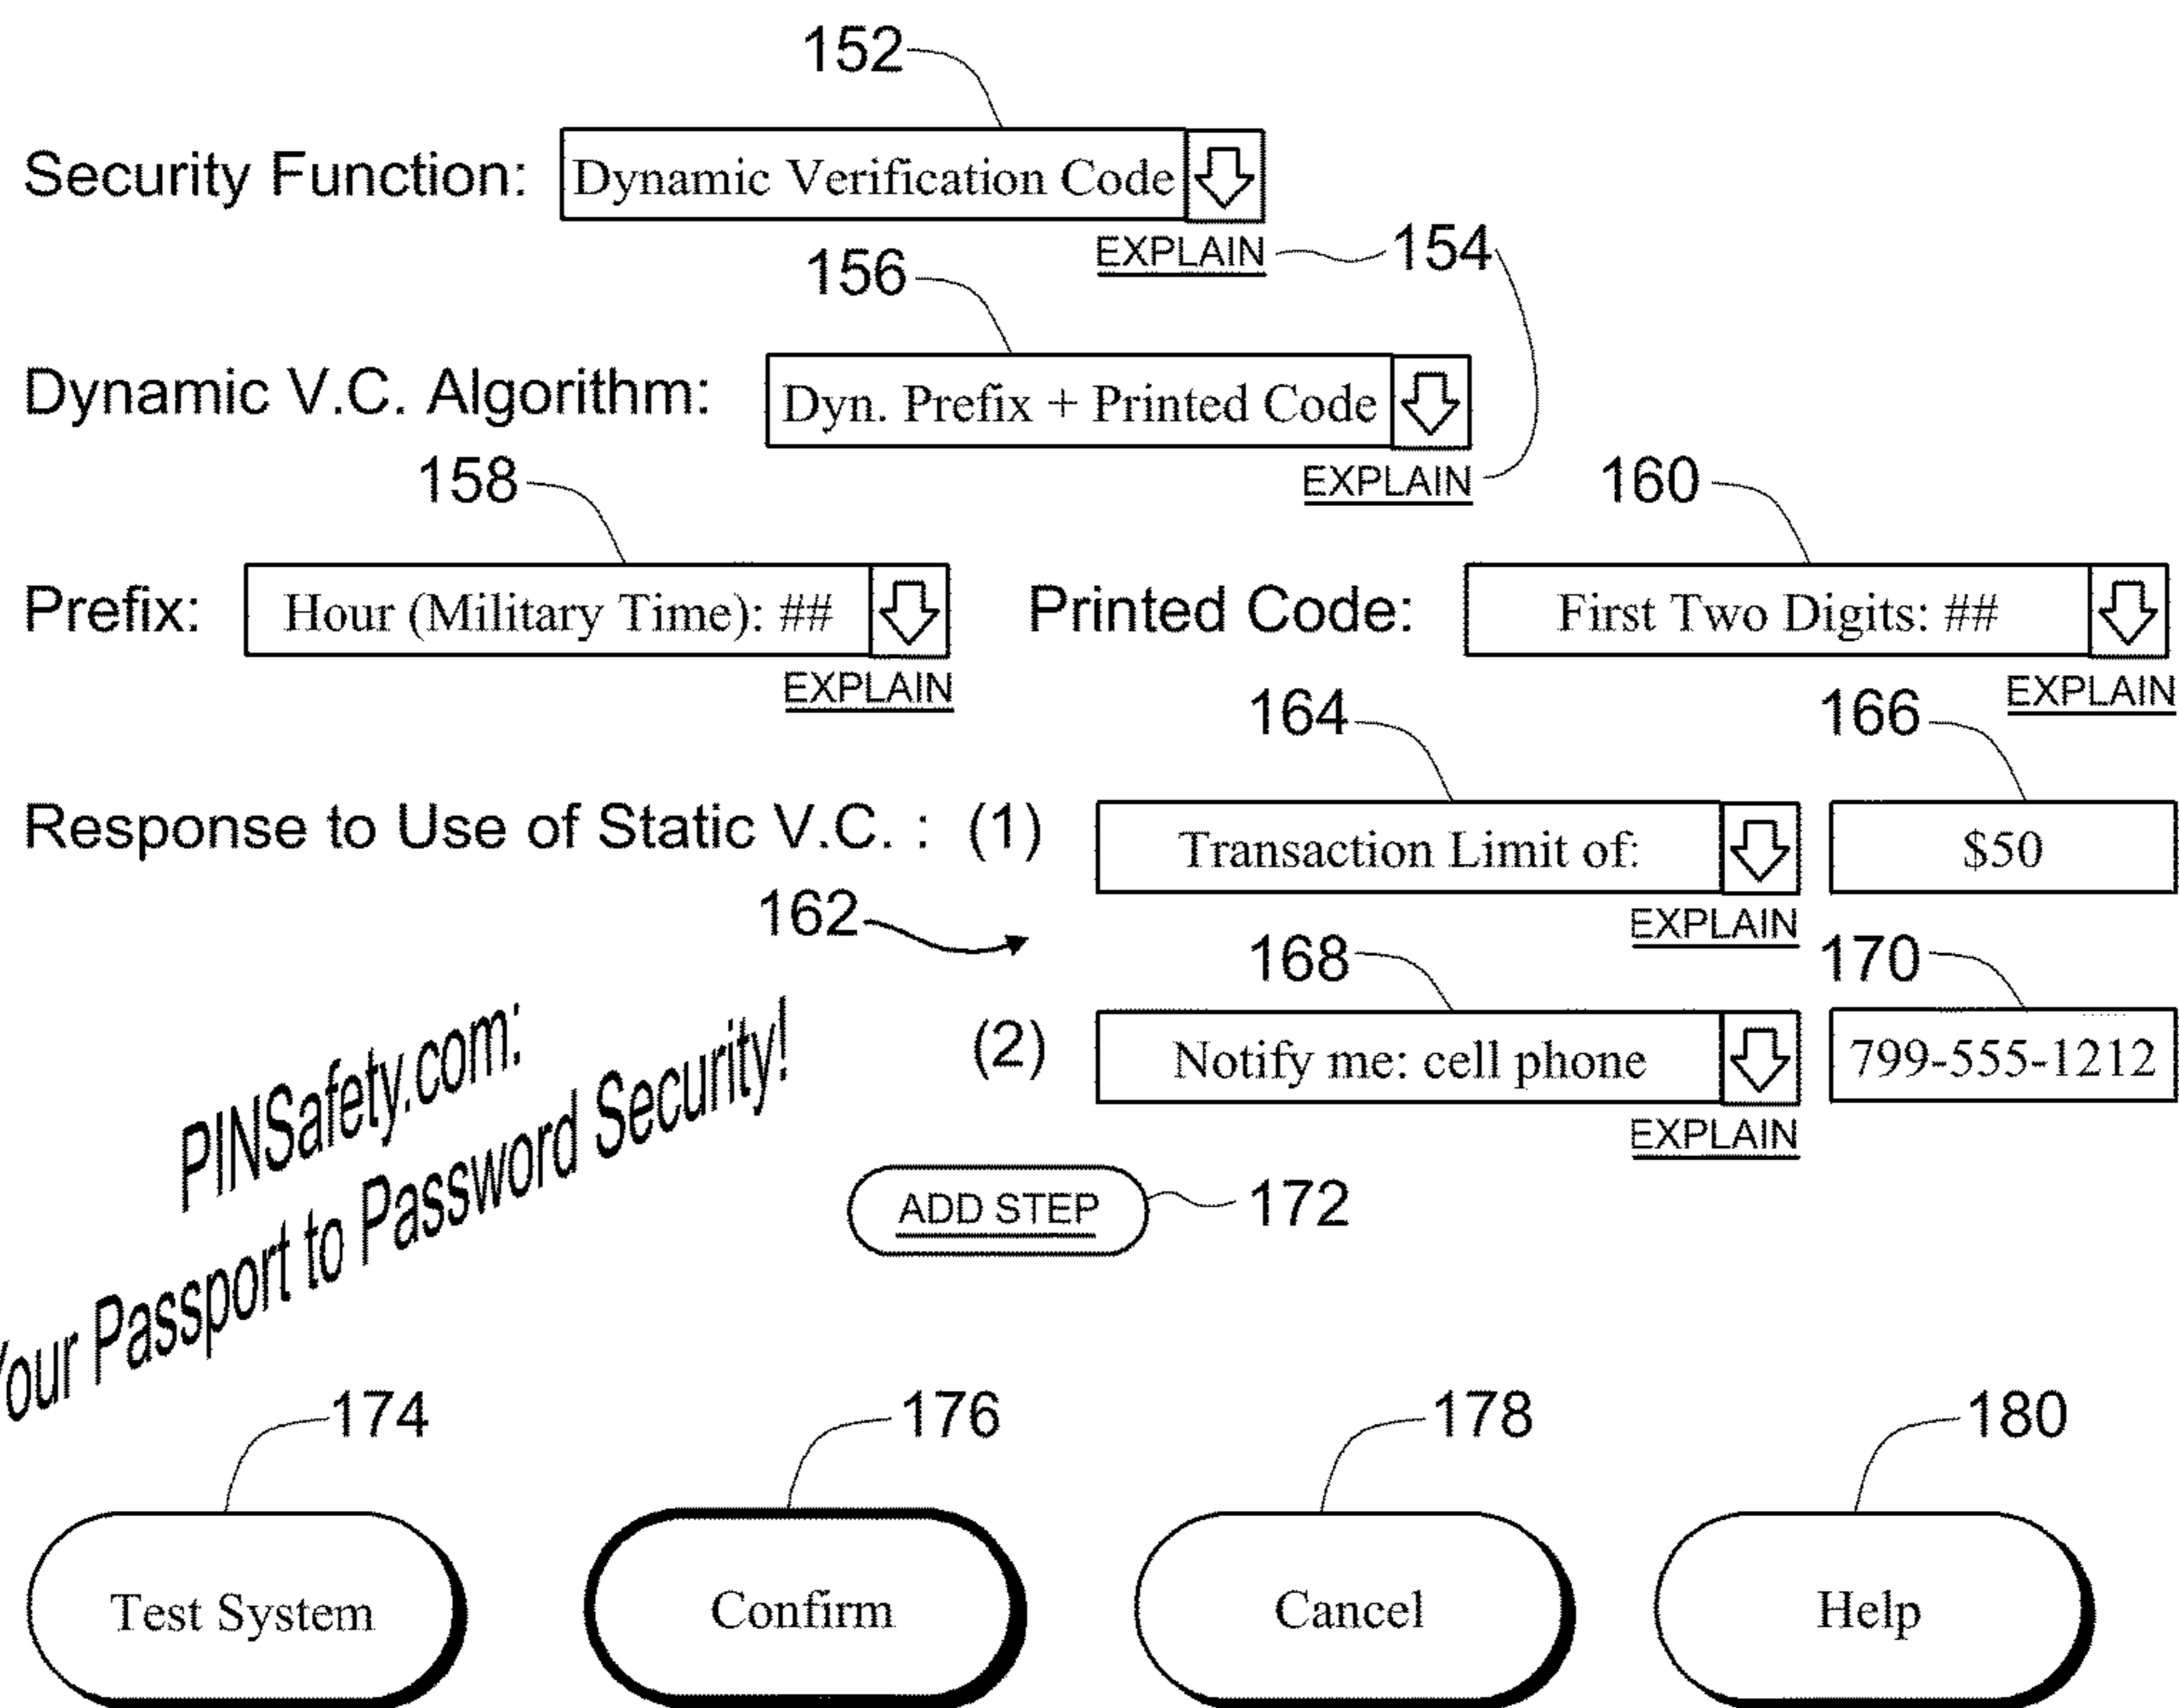 152
Security Function: Dynamic Verification Code
EXPLAIN 154
156
Dynamic V.C. Algorithm: Dyn. Prefix + Printed Code
EXPLAIN
158 160
Prefix: Hour (Military Time): ## Printed Code: First Two Digits: ##
EXPLAIN EXPLAIN
164 166
Response to Use of Static V.C. : (1) Transaction Limit of: $50
EXPLAIN
162
168 170
(2) Notify me: cell phone 799-555-1212
EXPLAIN
PINSafety.com:
Your Passport to Password Security!
ADD STEP 172
174 176 178 180
Test System Confirm Cancel Help